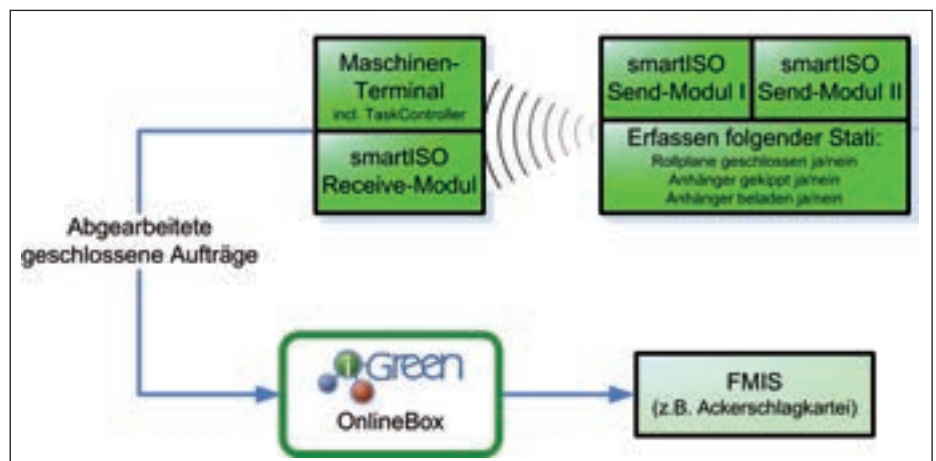 Maschinen-
Terminal
incl. TaskController
smartISO
Receive-Modul
smartISO
Send-Modul I
smartISO
Send-Modul II
Erfassen folgender Stati:
Rollplane geschlossen ja/nein
Anhänger gekippt ja/nein
Anhänger beladen ja/nein
Abgearbeitete
geschlossene Aufträge
iGreen
OnlineBox
FMIS
(z.B. Ackerschlagkartei)